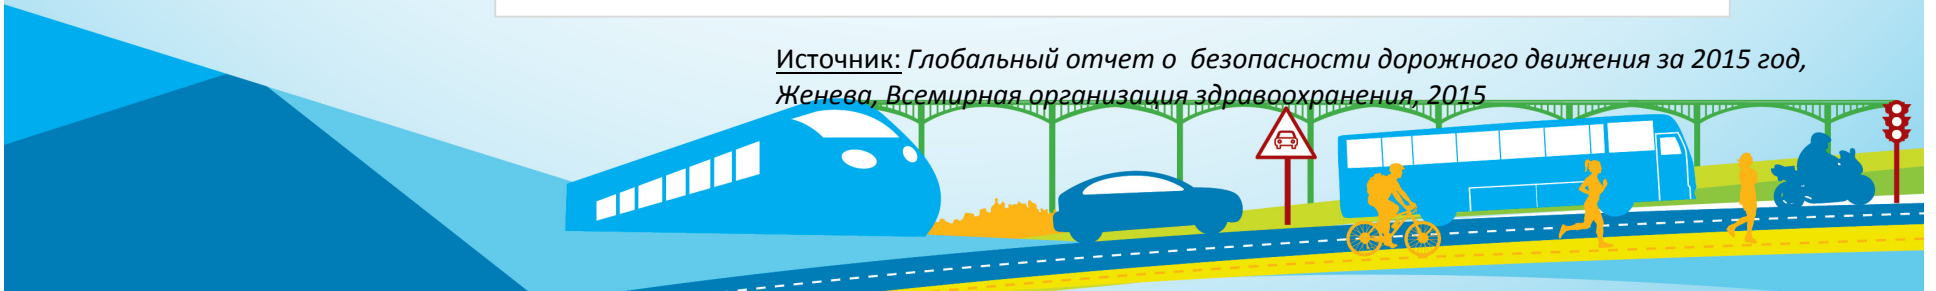 Источник: Глобальный отчет о безопасности дорожного движения за 2015 год,
Женева, Всемирная организация здравоохранения, 2015